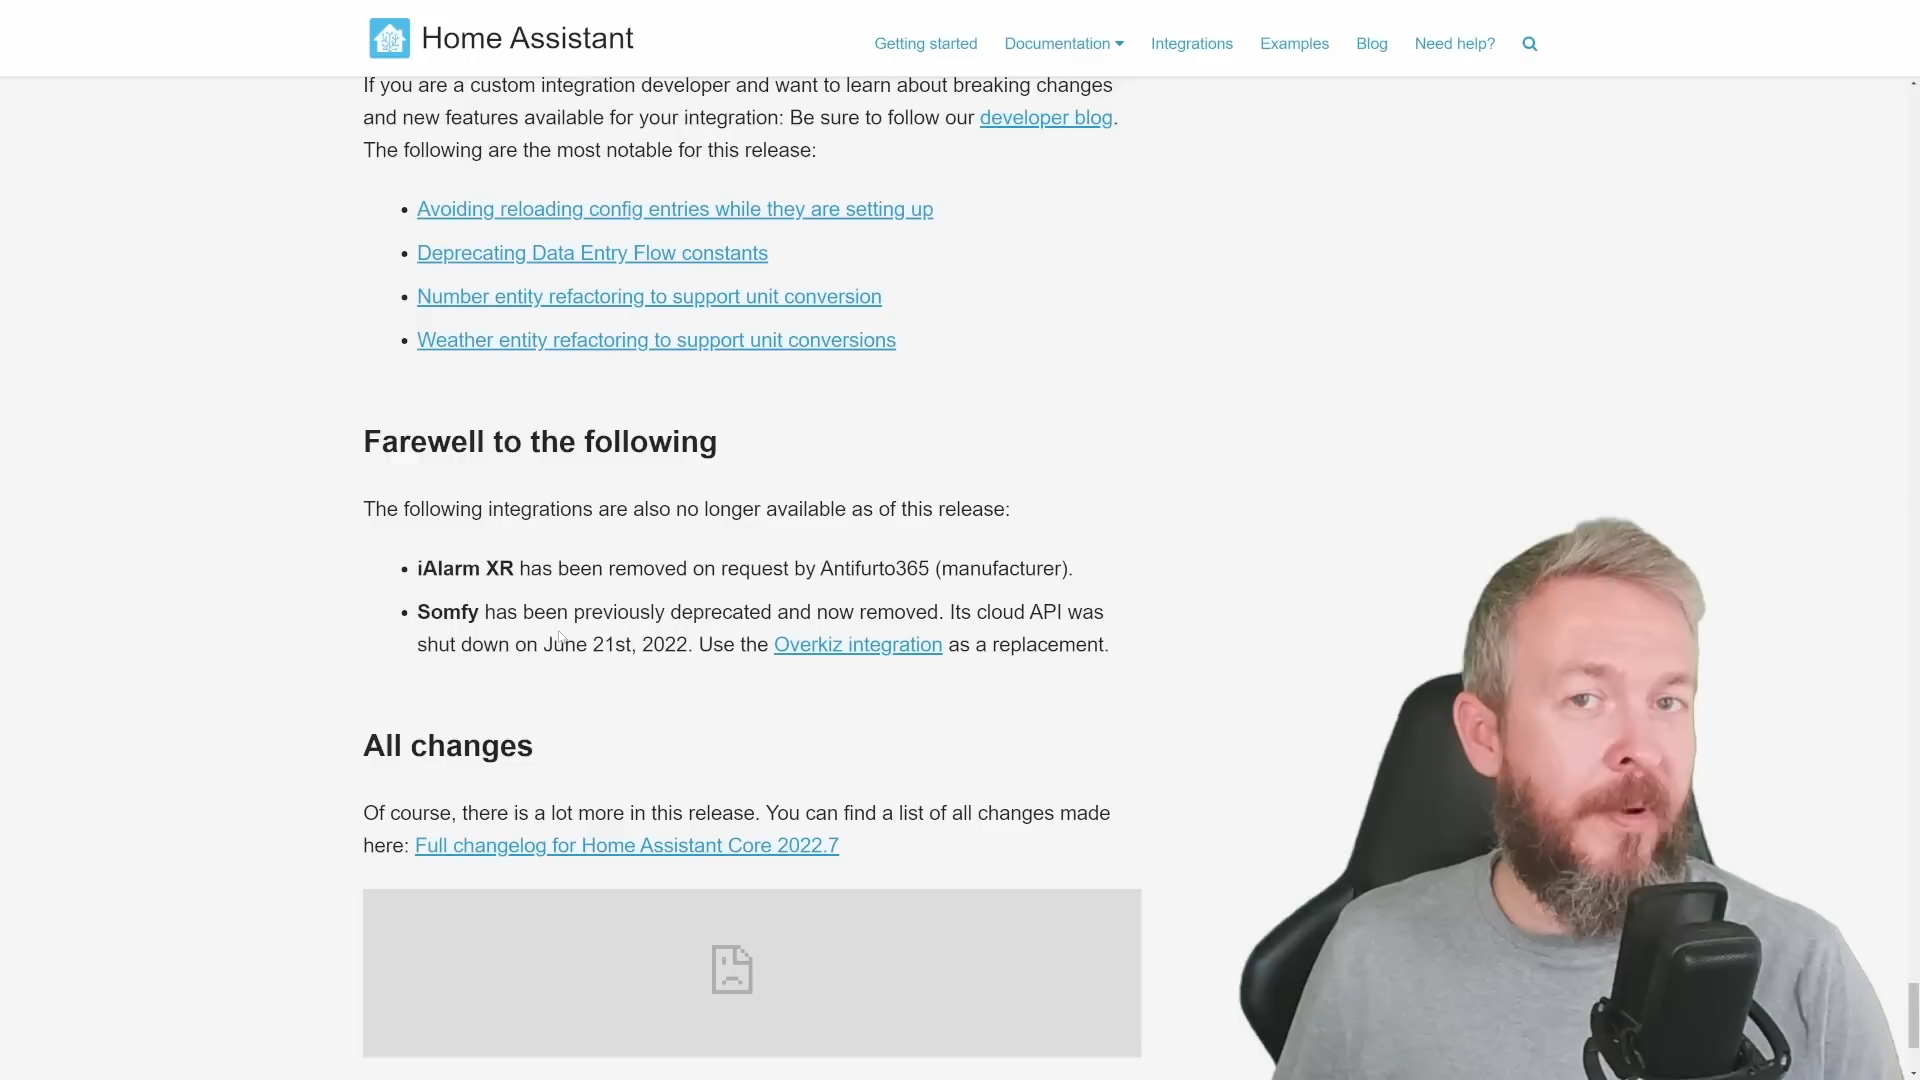 Home Assistant
Getting started Documentation Integrations Examples Blog Need help?
If you are a custom integration developer and want to learn about breaking changes
and new features available for your integration: Be sure to follow our developer blog.
The following are the most notable for this release:
• Avoiding reloading config entries while they are setting up
• Deprecating Data Entry Flow constants
• Number entity refactoring to support unit conversion
• Weather entity refactoring to support unit conversions
Farewell to the following
The following integrations are also no longer available as of this release:
• iAlarm XR has been removed on request by Antifurto365 (manufacturer).
• Somfy has been previously deprecated and now removed. Its cloud API was
shut down on June 21st, 2022. Use the Overkiz integration as a replacement.
All changes
Of course, there is a lot more in this release. You can find a list of all changes made
here: Full changelog for Home Assistant Core 2022.7